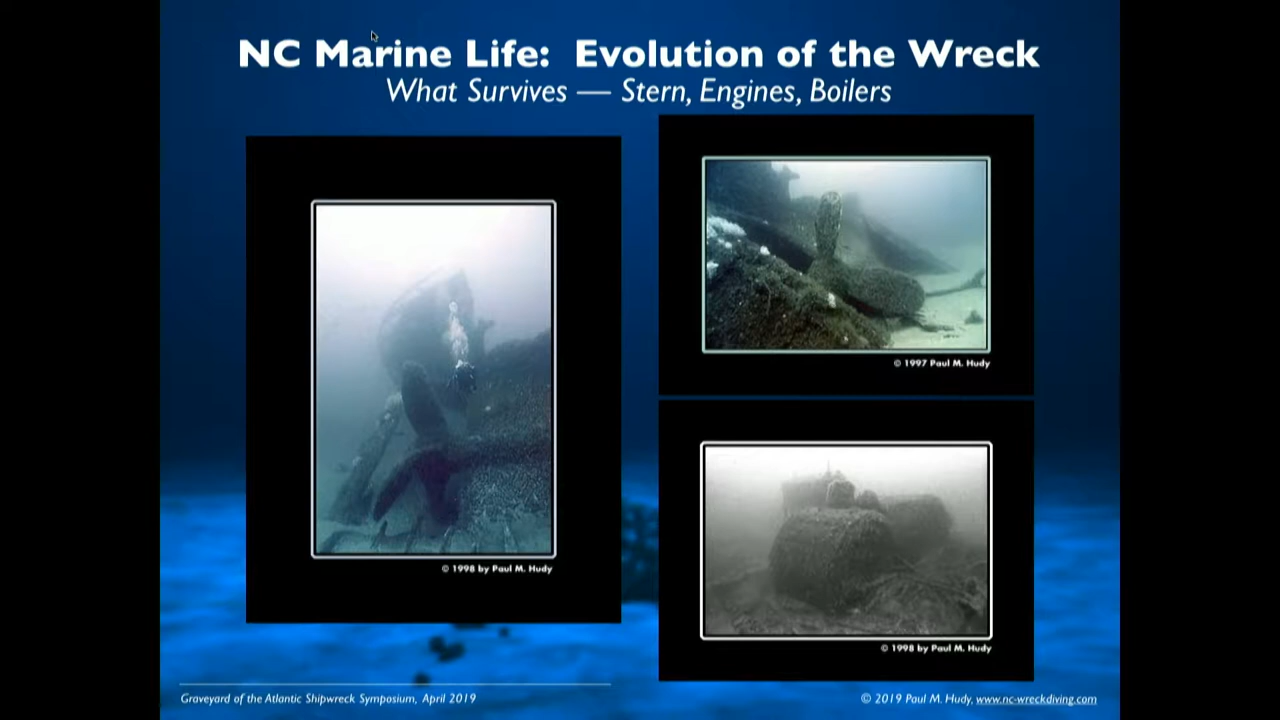 NC Marine Life: Evolution of the Wreck
What Survives — Stern, Engines, Boilers
© 1998 by Paul M. Hudy
© 1997 Paul M. Hudy
© 1998 by Paul M. Hudy
Graveyard of the Atlantic Shipwreck Symposium, April 2019
© 2019 Paul M. Hudy, www.nc-wreckdiving.com